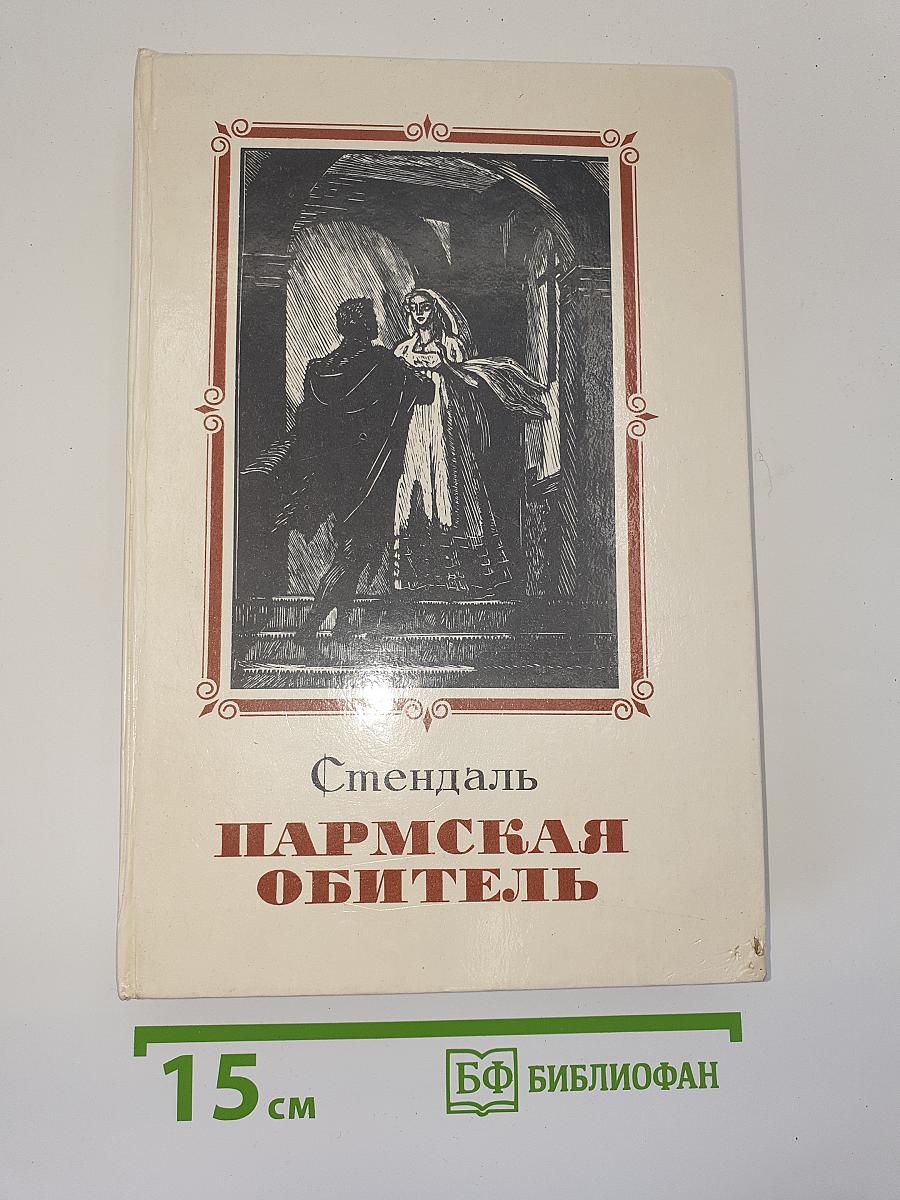 Стендаль
ПАРМСКАЯ
ОБИТЕЛЬ
15 см
БФ БИБЛИОФАН